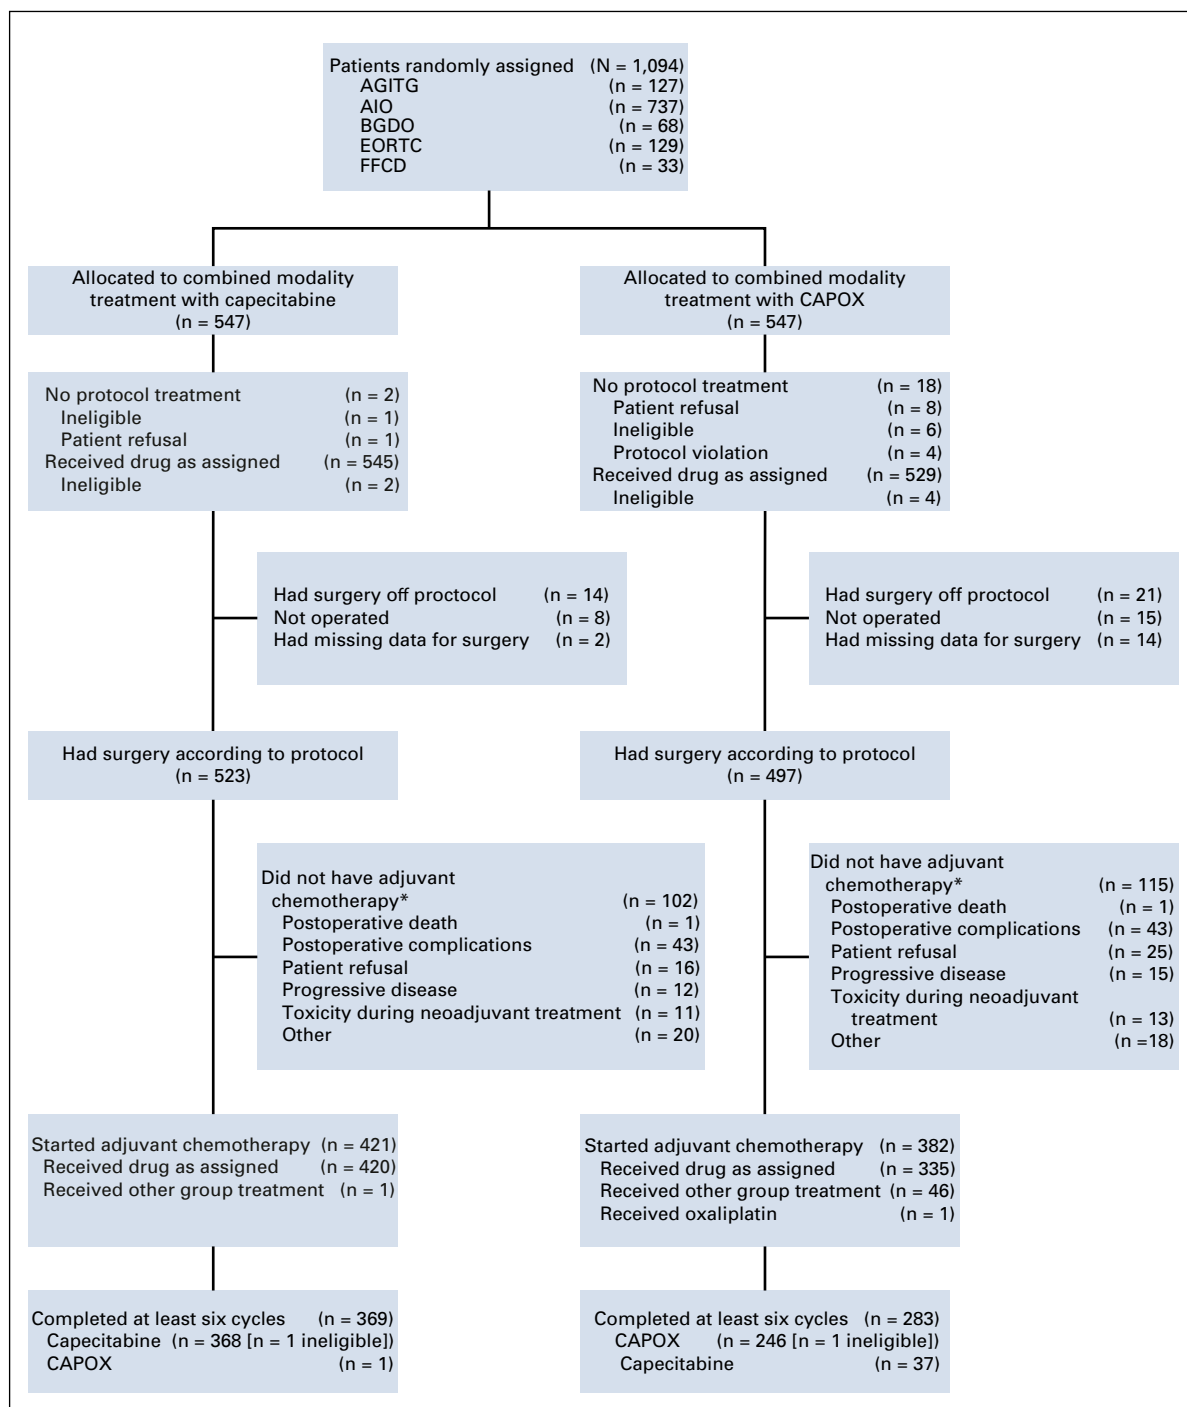 Patients randomly assigned (N = 1,094)
AGITG (n = 127)
AIO (n = 737)
BGDO (n = 68)
EORTC (n = 129)
FFCD (n = 33)
Allocated to combined modality
treatment with capecitabine
(n = 547)
Allocated to combined modality
treatment with CAPOX
(n = 547)
No protocol treatment (n = 2)
Ineligible (n = 1)
Patient refusal (n = 1)
Received drug as assigned (n = 545)
Ineligible (n = 2)
No protocol treatment (n = 18)
Patient refusal (n = 8)
Ineligible (n = 6)
Protocol violation (n = 4)
Received drug as assigned (n = 529)
Ineligible (n = 4)
Had surgery off proctocol (n = 14)
Not operated (n = 8)
Had missing data for surgery (n = 2)
Had surgery off proctocol (n = 21)
Not operated (n = 15)
Had missing data for surgery (n = 14)
Had surgery according to protocol
(n = 523)
Had surgery according to protocol
(n = 497)
Did not have adjuvant
chemotherapy* (n = 102)
Postoperative death (n = 1)
Postoperative complications (n = 43)
Patient refusal (n = 16)
Progressive disease (n = 12)
Toxicity during neoadjuvant treatment (n = 11)
Other (n = 20)
Did not have adjuvant
chemotherapy* (n = 115)
Postoperative death (n = 1)
Postoperative complications (n = 43)
Patient refusal (n = 25)
Progressive disease (n = 15)
Toxicity during neoadjuvant
treatment (n = 13)
Other (n =18)
Started adjuvant chemotherapy (n = 421)
Received drug as assigned (n = 420)
Received other group treatment (n = 1)
Started adjuvant chemotherapy (n = 382)
Received drug as assigned (n = 335)
Received other group treatment (n = 46)
Received oxaliplatin (n = 1)
Completed at least six cycles (n = 369)
Capecitabine (n = 368 [n = 1 ineligible])
CAPOX (n = 1)
Completed at least six cycles (n = 283)
CAPOX (n = 246 [n = 1 ineligible])
Capecitabine (n = 37)